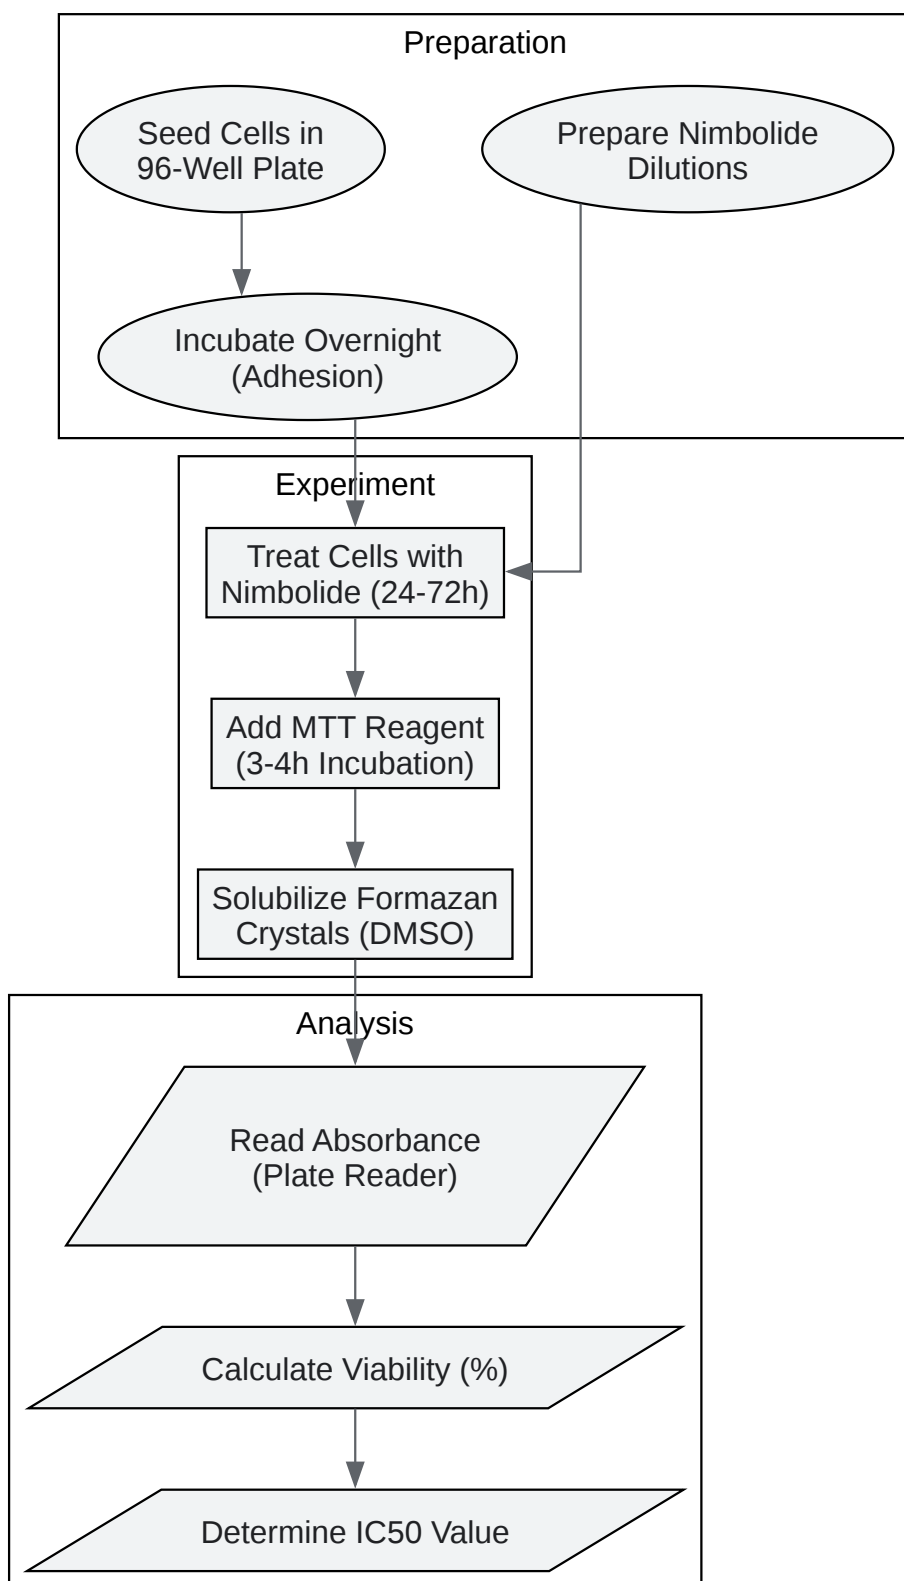 Preparation
Seed Cells in
96-Well Plate
Prepare Nimbolide
Dilutions
Incubate Overnight
(Adhesion)
Experiment
Treat Cells with
Nimbolide (24-72h)
Add MTT Reagent
(3-4h Incubation)
Solubilize Formazan
Crystals (DMSO)
Analysis
Read Absorbance
(Plate Reader)
Calculate Viability (%)
Determine IC50 Value